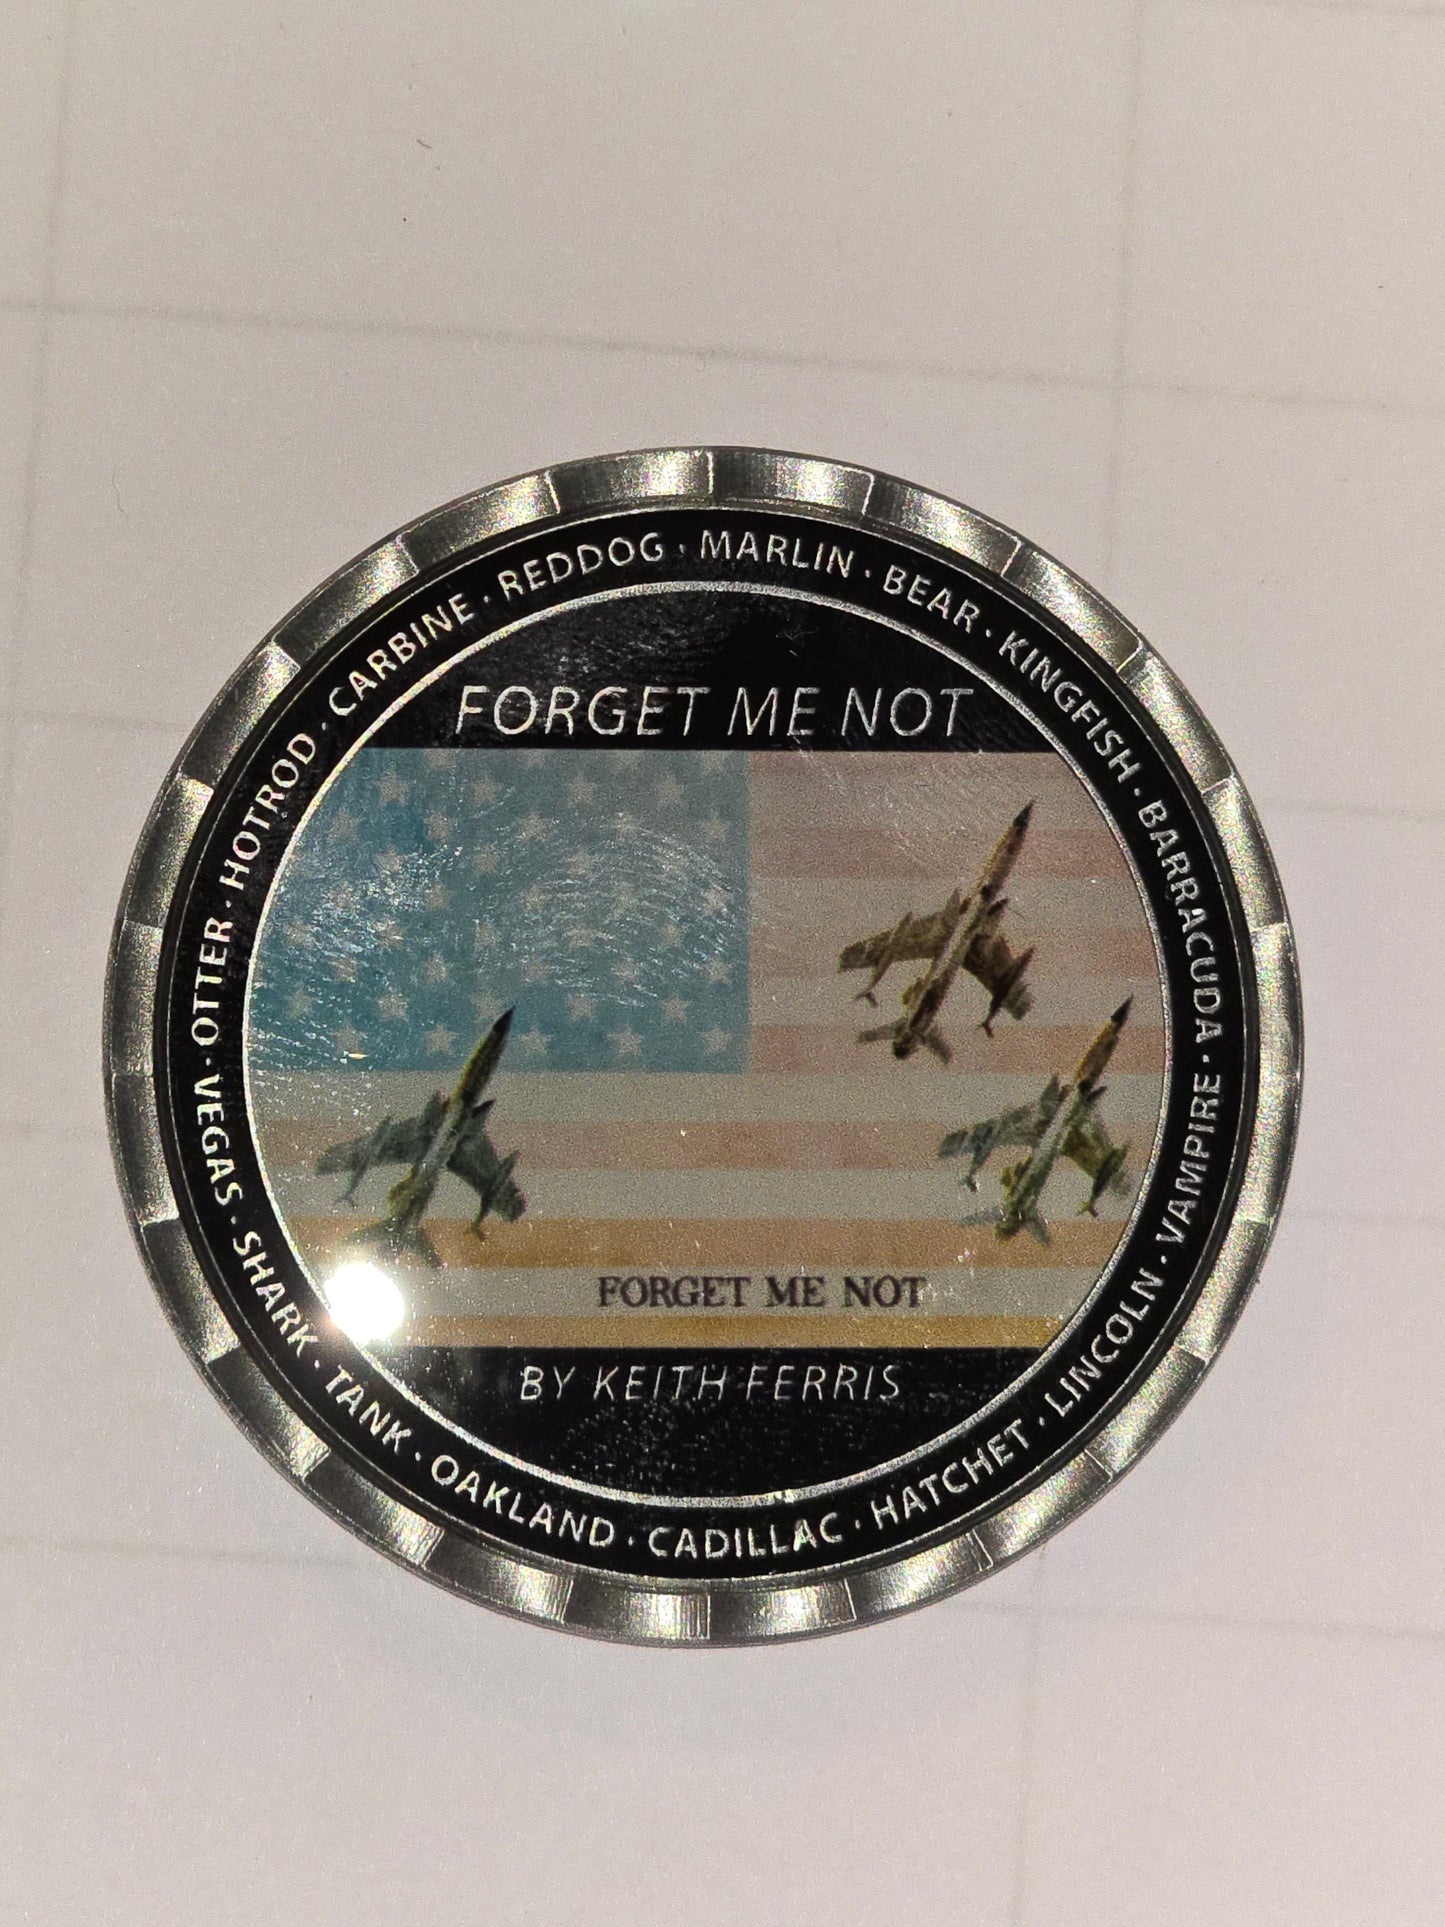 REDDOG · MARLIN · BEAR · KINGFISH · BARRACUDA · VAMPIRE · LINCOLN · HATCHET · CADILLAC · OAKLAND · TANK · SHARK · VEGAS · OTTER · HOTROD · CARBINE ·
FORGET ME NOT
FORGET ME NOT
BY KEITH FERRIS